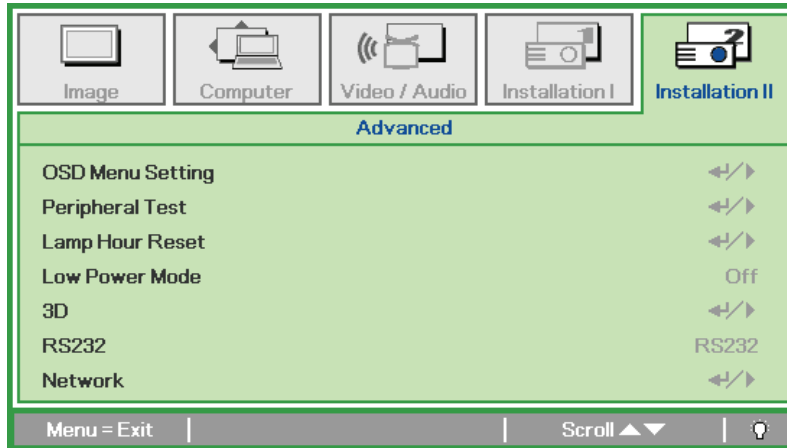 Image Computer Video / Audio Installation I Installation II
Advanced
OSD Menu Setting
Peripheral Test
Lamp Hour Reset
Low Power Mode Off
3D
RS232 RS232
Network
Menu = Exit Scroll